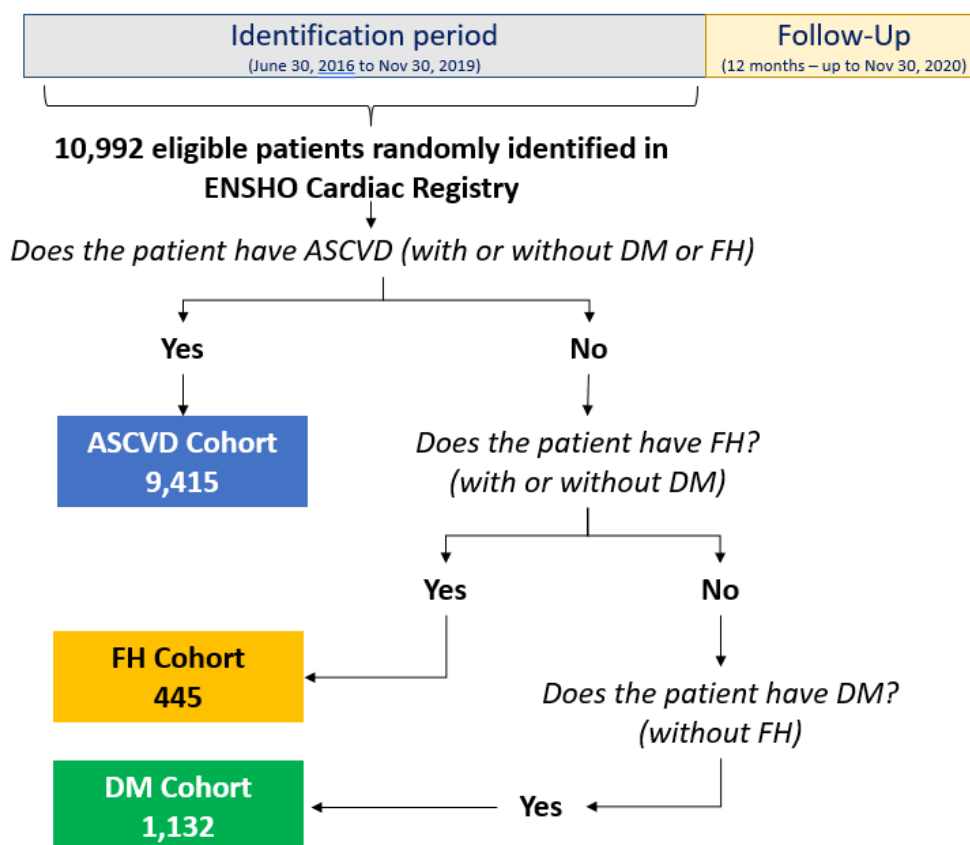 Identification period
(June 30, 2016 to Nov 30, 2019)
Follow-Up
(12 months – up to Nov 30, 2020)
10,992 eligible patients randomly identified in
ENSHO Cardiac Registry
Does the patient have ASCVD (with or without DM or FH)
Yes
No
ASCVD Cohort
9,415
Does the patient have FH?
(with or without DM)
Yes
No
FH Cohort
445
Does the patient have DM?
(without FH)
DM Cohort
1,132
Yes